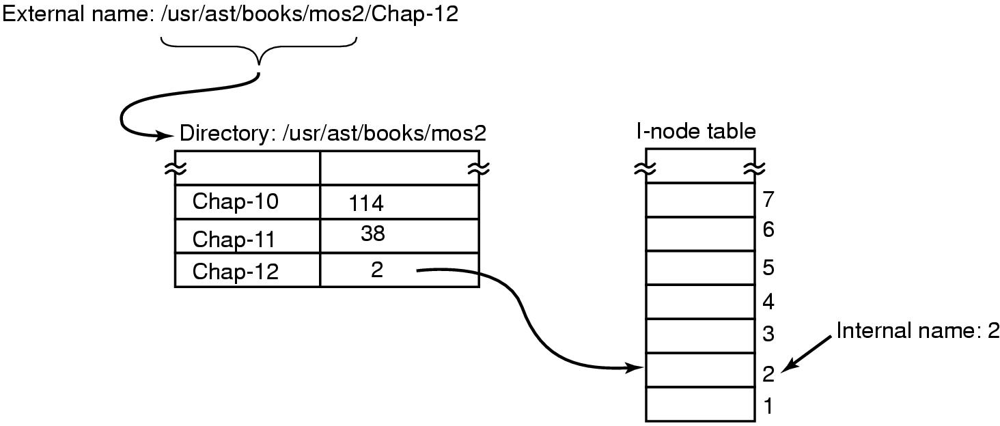 External name: /usr/ast/books/mos2/Chap-12
Directory: /usr/ast/books/mos2
Chap-10 114
Chap-11 38
Chap-12 2
I-node table
7
6
5
4
3
2
1
Internal name: 2